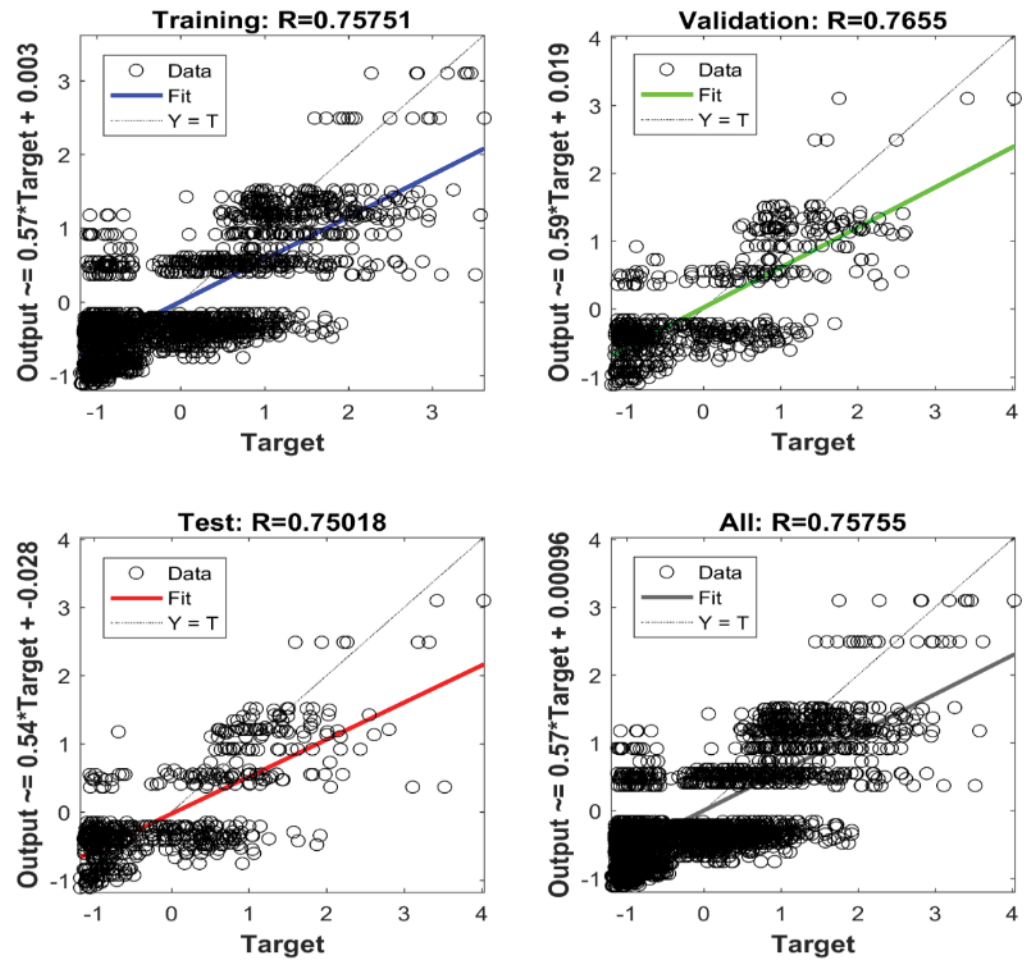 Training: R=0.75751
Output ~= 0.57*Target + 0.003
Data
Fit
Y = T
3
2
1
0
-1
-1 0 1 2 3
Target
Validation: R=0.7655
Output ~= 0.59*Target + 0.019
Data
Fit
Y = T
4
3
2
1
0
-1
-1 0 1 2 3 4
Target
Test: R=0.75018
Output ~= 0.54*Target + -0.028
Data
Fit
Y = T
4
3
2
1
0
-1
-1 0 1 2 3 4
Target
All: R=0.75755
Output ~= 0.57*Target + 0.00096
Data
Fit
Y = T
4
3
2
1
0
-1
-1 0 1 2 3 4
Target